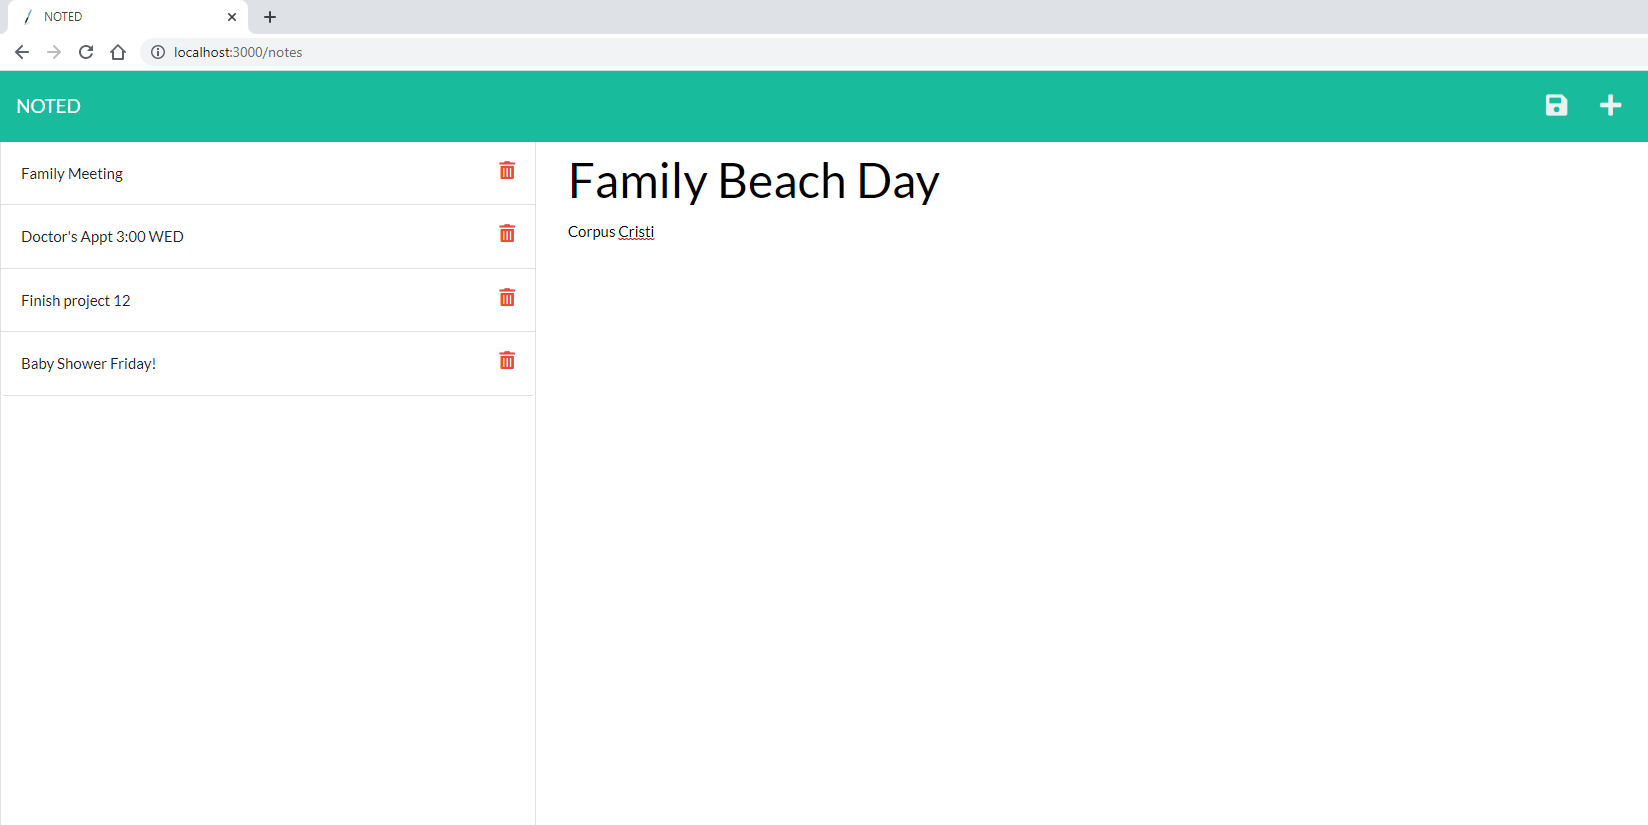 NOTED
localhost:3000/notes
NOTED
Family Meeting
Doctor's Appt 3:00 WED
Finish project 12
Baby Shower Friday!
Family Beach Day
Corpus Cristi